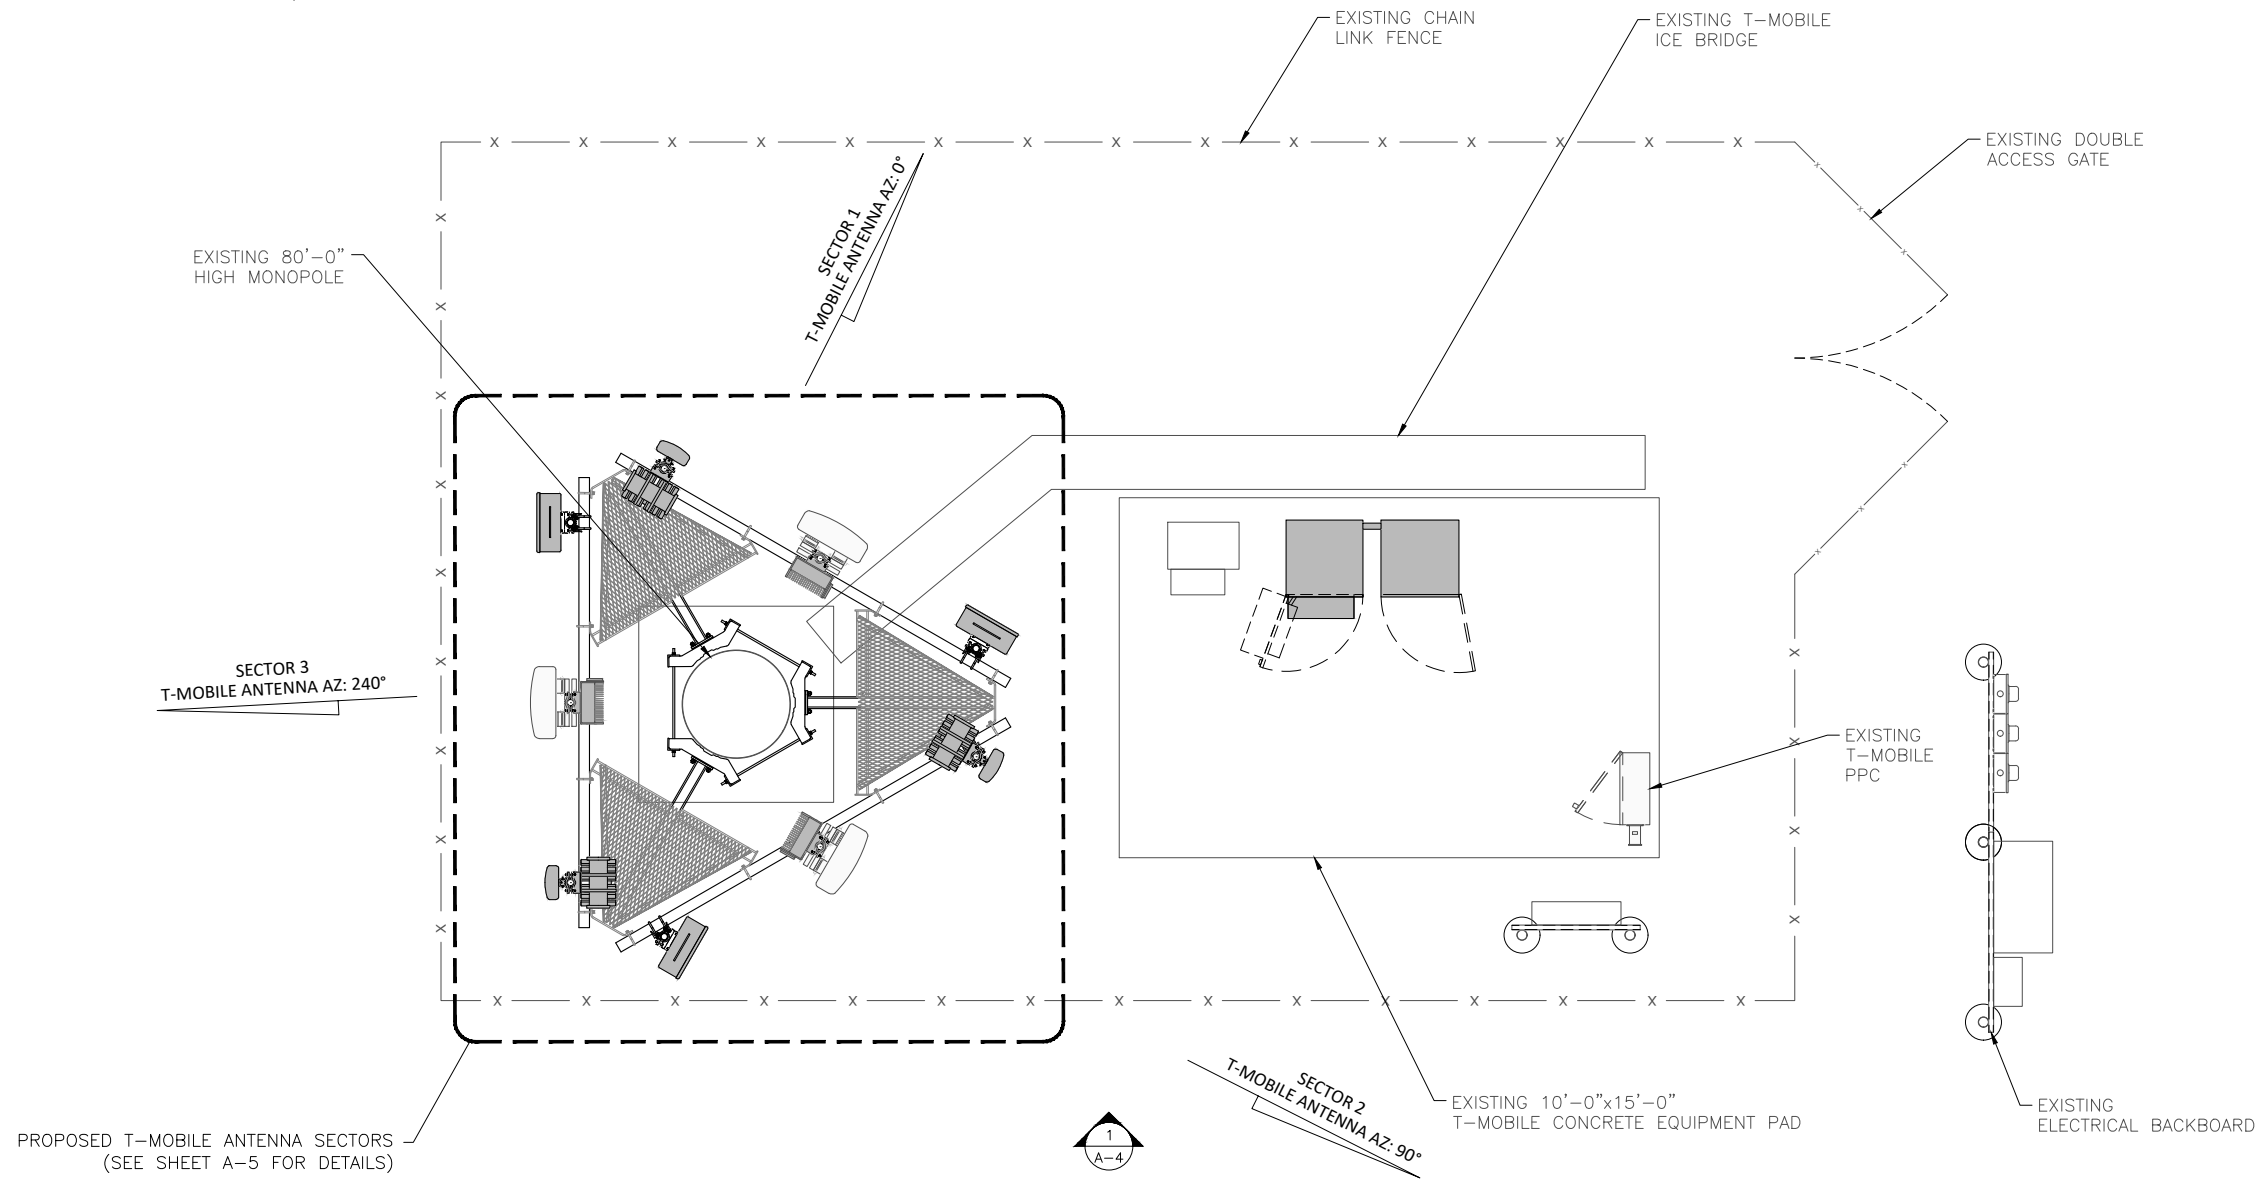 EXISTING CHAIN
LINK FENCE
EXISTING T-MOBILE
ICE BRIDGE
EXISTING DOUBLE
ACCESS GATE
SECTOR 1
T-MOBILE ANTENNA AZ: 0°
EXISTING 80'-0"
HIGH MONOPOLE
SECTOR 3
T-MOBILE ANTENNA AZ: 240°
EXISTING
T-MOBILE
PPC
SECTOR 2
T-MOBILE ANTENNA AZ: 90°
EXISTING 10'-0"x15'-0"
T-MOBILE CONCRETE EQUIPMENT PAD
EXISTING
ELECTRICAL BACKBOARD
PROPOSED T-MOBILE ANTENNA SECTORS
(SEE SHEET A-5 FOR DETAILS)
1
A-4